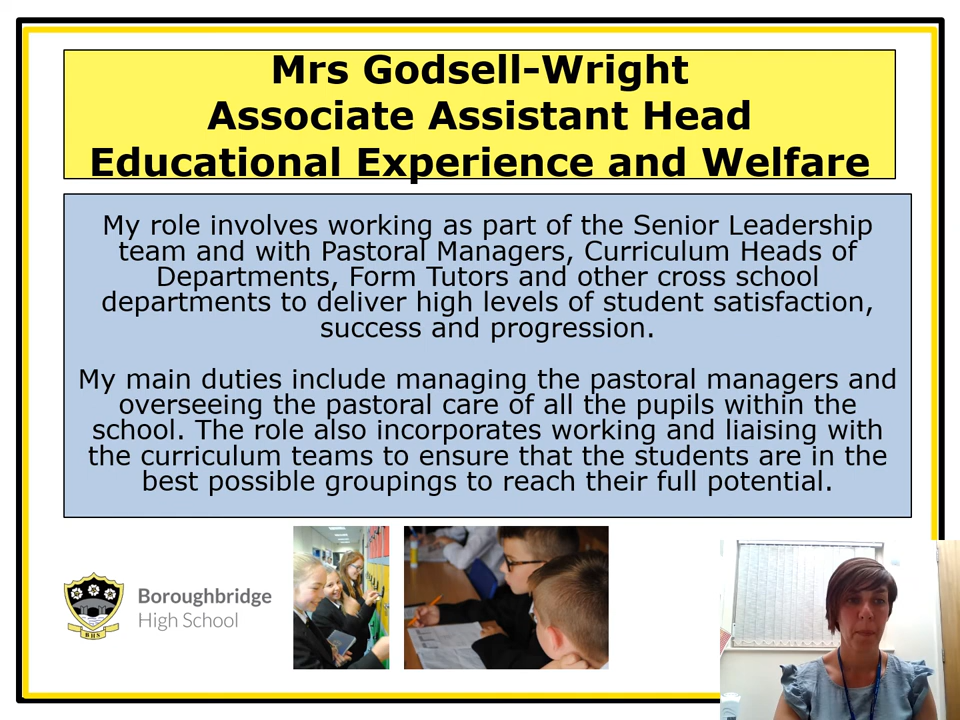 Mrs Godsell-Wright
Associate Assistant Head
Educational Experience and Welfare
My role involves working as part of the Senior Leadership
team and with Pastoral Managers, Curriculum Heads of
Departments, Form Tutors and other cross school
departments to deliver high levels of student satisfaction,
success and progression.
My main duties include managing the pastoral managers and
overseeing the pastoral care of all the pupils within the
school. The role also incorporates working and liaising with
the curriculum teams to ensure that the students are in the
best possible groupings to reach their full potential.
BHS
Boroughbridge
High School